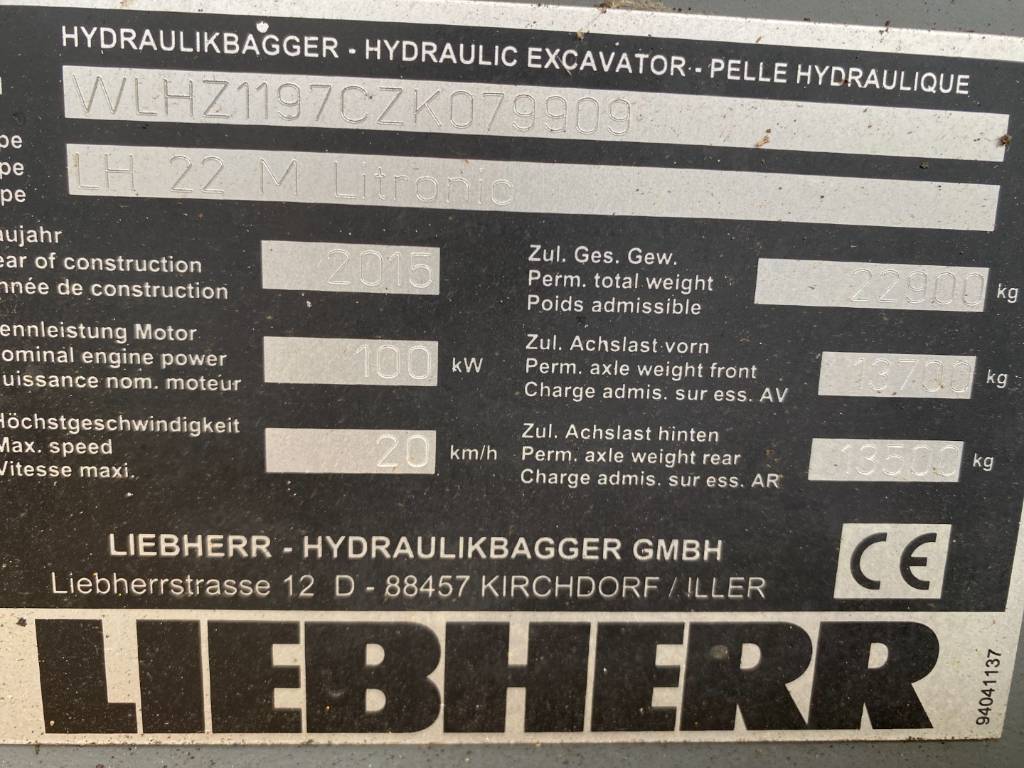 HYDRAULIKBAGGER - HYDRAULIC EXCAVATOR - PELLE HYDRAULIQUE
WLHZ1197CZK079909
pe
pe
pe
LH 22 M Litronic
aujahr
ear of construction
nnée de construction
2015
Zul. Ges. Gew.
Perm. total weight
Poids admissible
22900 kg
ennleistung Motor
ominal engine power
uissance nom. moteur
100 kW
Zul. Achslast vorn
Perm. axle weight front
Charge admis. sur ess. AV
13700 kg
Höchstgeschwindigkeit
Max. speed
Vitesse maxi.
20 km/h
Zul. Achslast hinten
Perm. axle weight rear
Charge admis. sur ess. AR
13500 kg
LIEBHERR - HYDRAULIKBAGGER GMBH
Liebherrstrasse 12 D - 88457 KIRCHDORF / ILLER
CE
LIEBHERR
94041137